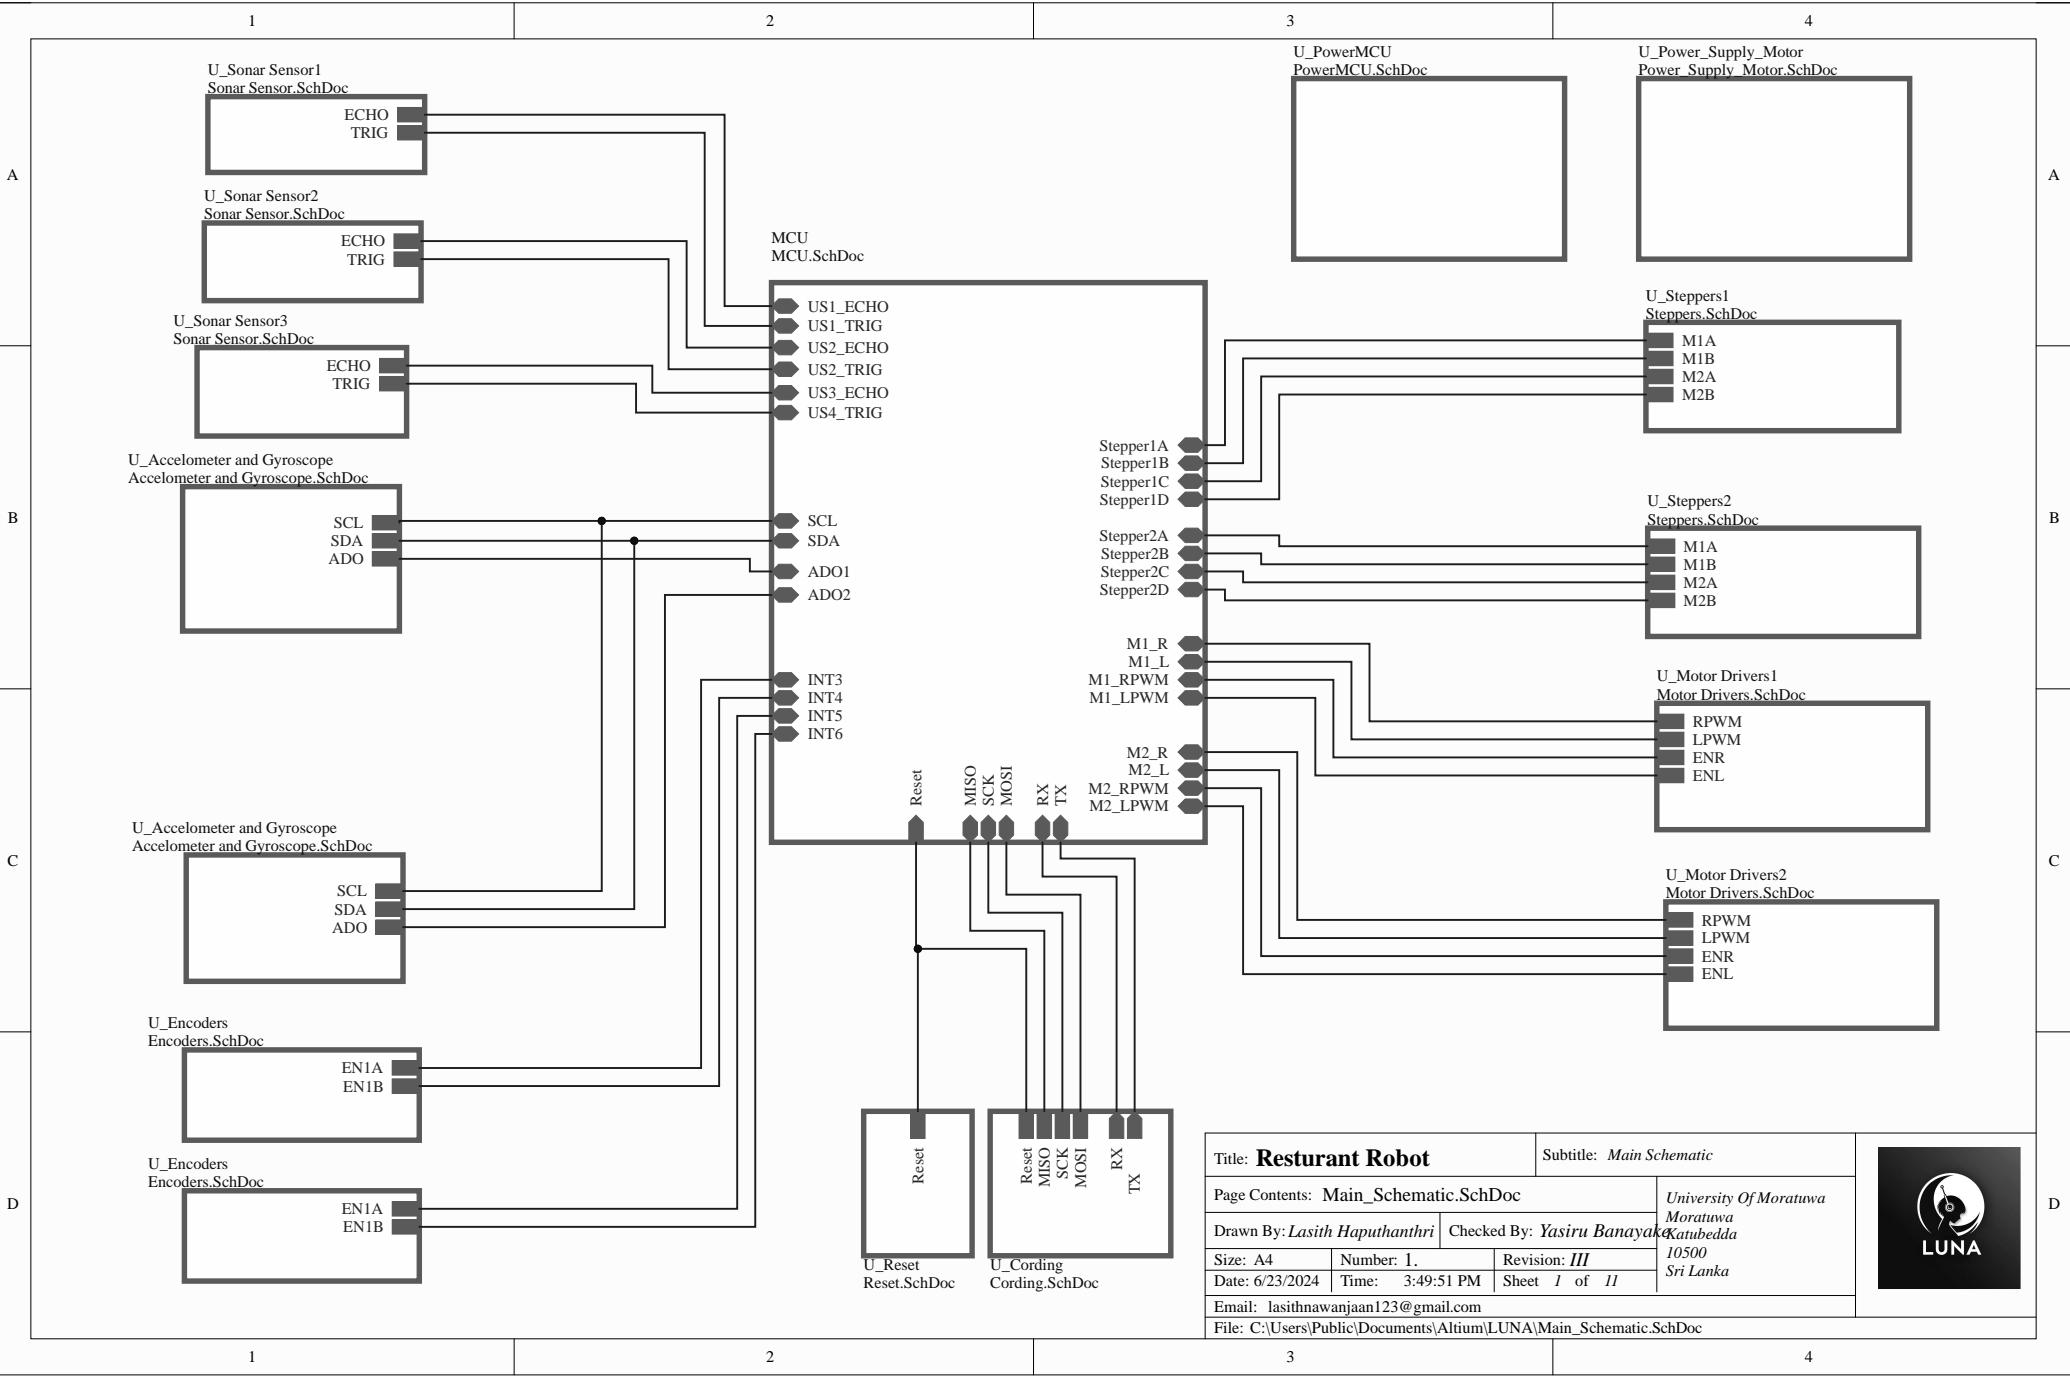 1 2 3 4
U_Sonar Sensor1
Sonar Sensor.SchDoc
ECHO
TRIG
U_Sonar Sensor2
Sonar Sensor.SchDoc
ECHO
TRIG
U_Sonar Sensor3
Sonar Sensor.SchDoc
ECHO
TRIG
U_Accelometer and Gyroscope
Accelometer and Gyroscope.SchDoc
SCL
SDA
ADO
U_Accelometer and Gyroscope
Accelometer and Gyroscope.SchDoc
SCL
SDA
ADO
U_Encoders
Encoders.SchDoc
EN1A
EN1B
U_Encoders
Encoders.SchDoc
EN1A
EN1B
MCU
MCU.SchDoc
US1_ECHO
US1_TRIG
US2_ECHO
US2_TRIG
US3_ECHO
US4_TRIG
SCL
SDA
ADO1
ADO2
INT3
INT4
INT5
INT6
Reset
MISO
SCK
MOSI
RX
TX
Stepper1A
Stepper1B
Stepper1C
Stepper1D
Stepper2A
Stepper2B
Stepper2C
Stepper2D
M1_R
M1_L
M1_RPWM
M1_LPWM
M2_R
M2_L
M2_RPWM
M2_LPWM
Reset
U_Reset
Reset.SchDoc
Reset
MISO
SCK
MOSI
RX
TX
U_Cording
Cording.SchDoc
U_PowerMCU
PowerMCU.SchDoc
U_Power_Supply_Motor
Power_Supply_Motor.SchDoc
U_Steppers1
Steppers.SchDoc
M1A
M1B
M2A
M2B
U_Steppers2
Steppers.SchDoc
M1A
M1B
M2A
M2B
U_Motor Drivers1
Motor Drivers.SchDoc
RPWM
LPWM
ENR
ENL
U_Motor Drivers2
Motor Drivers.SchDoc
RPWM
LPWM
ENR
ENL
A A
B B
C C
D D
Title: Resturant Robot Subtitle: Main Schematic
Page Contents: Main_Schematic.SchDoc
Drawn By: Lasith Haputhanthri Checked By: Yasiru Banayake
Size: A4 Number: 1. Revision: III
Date: 6/23/2024 Time: 3:49:51 PM Sheet 1 of 11
University Of Moratuwa
Moratuwa
Katubedda
10500
Sri Lanka
Email: lasithnawanjaan123@gmail.com
File: C:\Users\Public\Documents\Altium\LUNA\Main_Schematic.SchDoc
LUNA
1 2 3 4